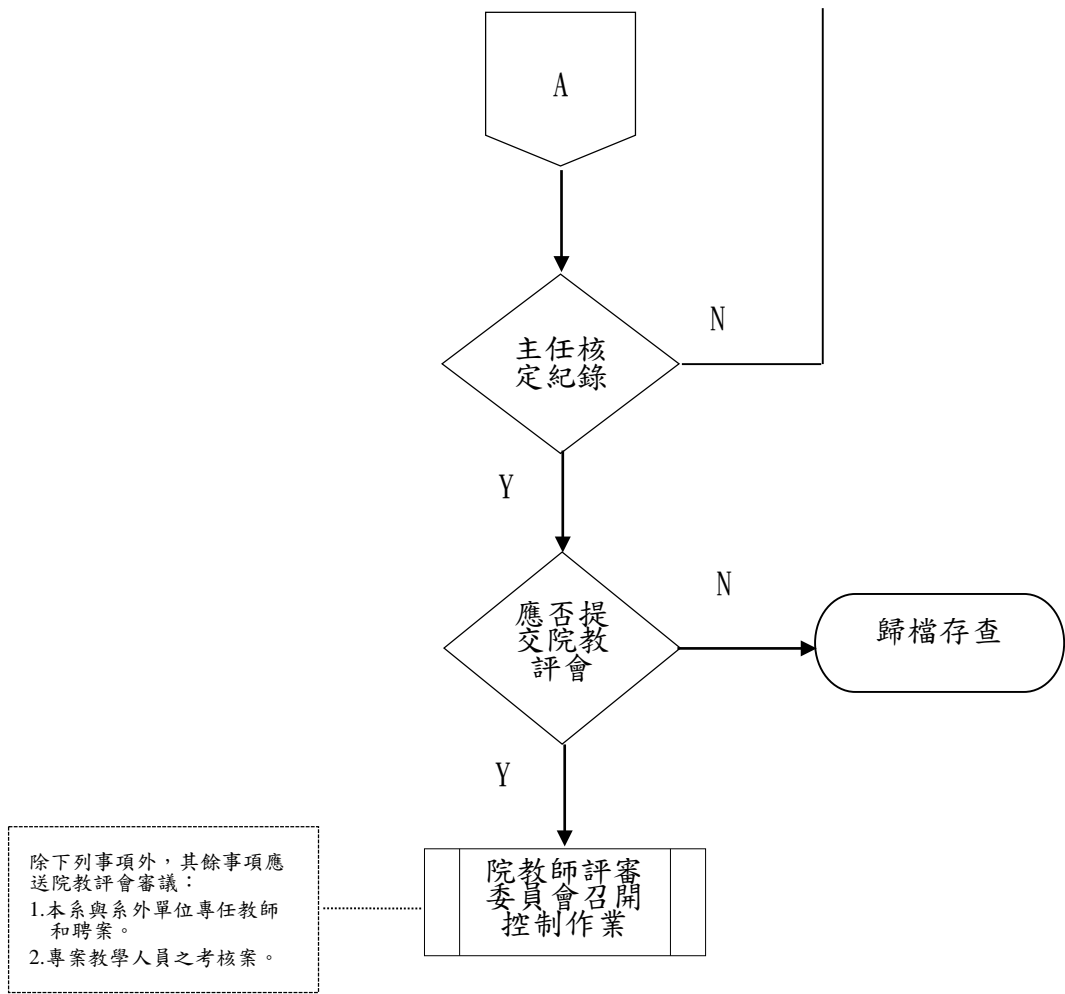 A
主任核
定紀錄
N
Y
應否提
交院教
評會
N
歸檔存查
Y
院教師評審
委員會召開
控制作業
除下列事項外，其餘事項應
送院教評會審議：
1.本系與系外單位專任教師
和聘案。
2.專案教學人員之考核案。